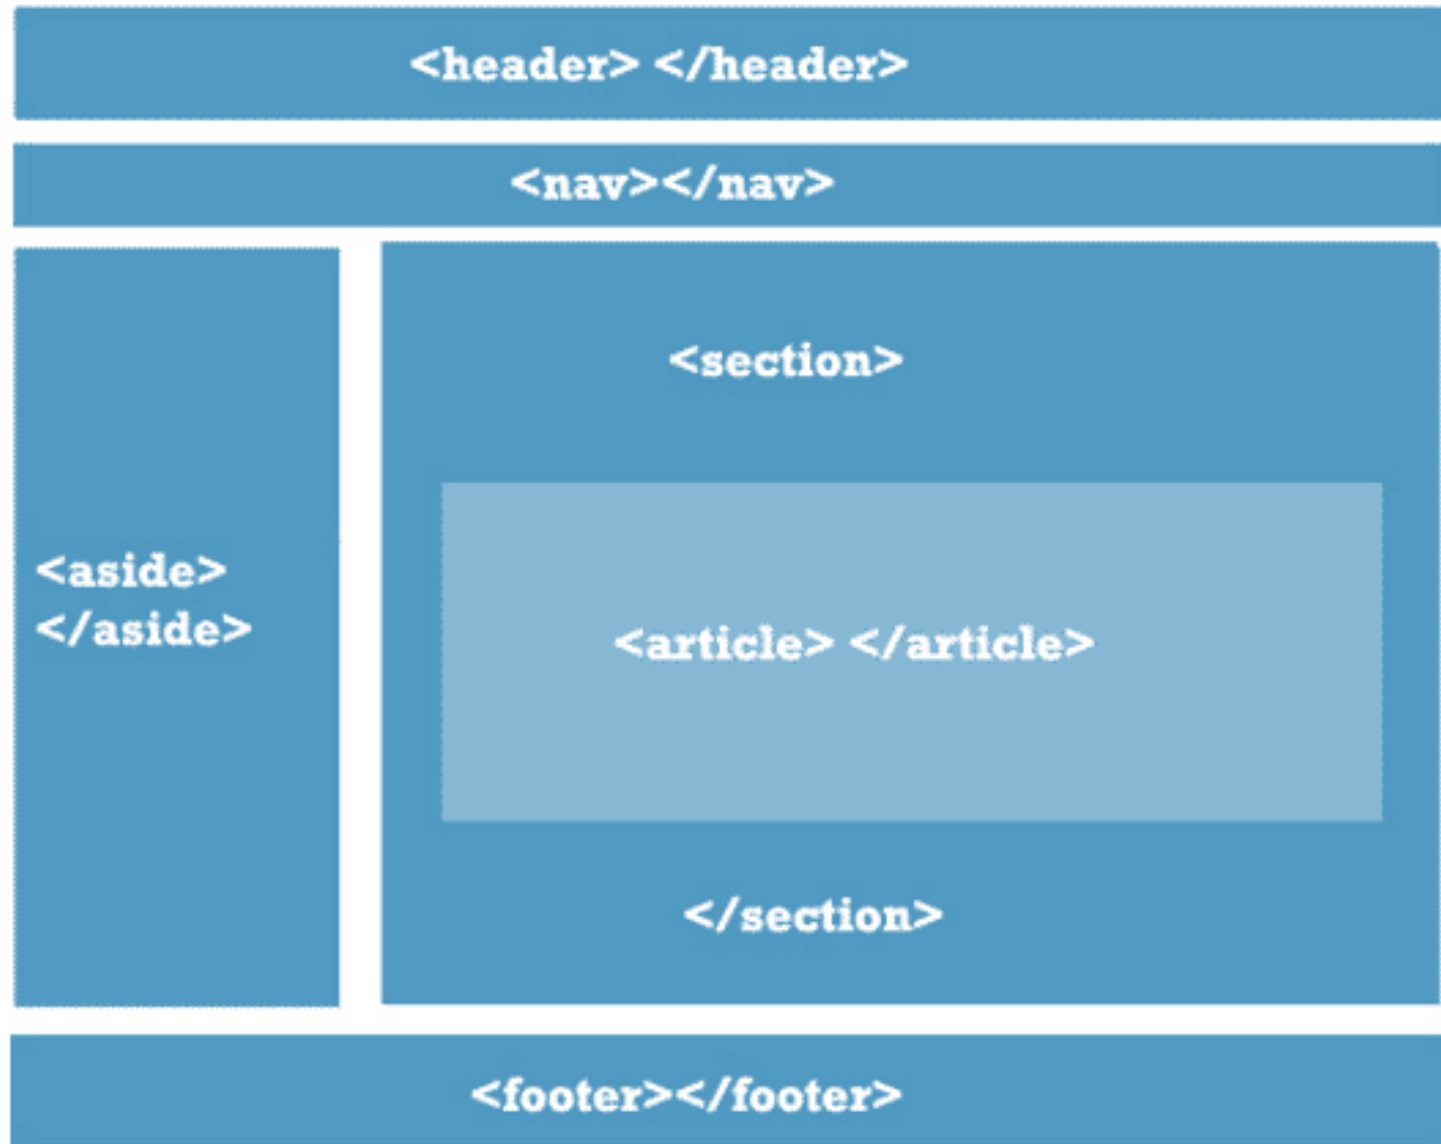 <header> </header>
<nav></nav>
<aside>
</aside>
<section>
<article> </article>
</section>
<footer></footer>